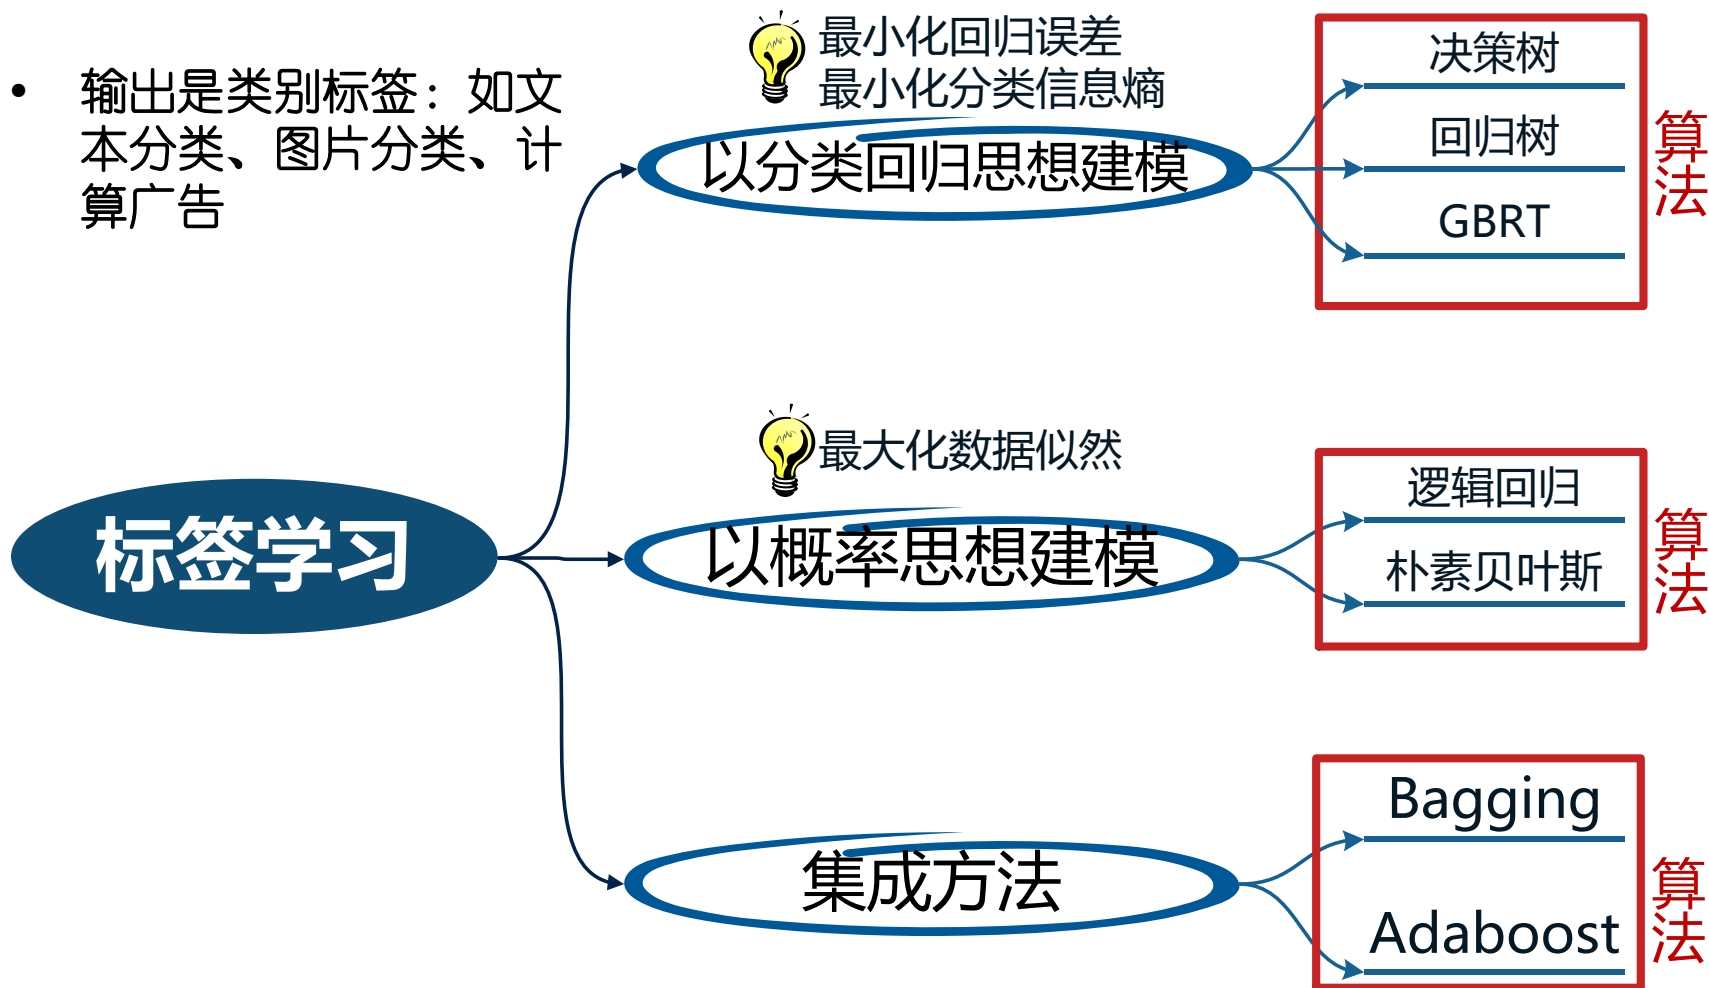 • 输出是类别标签：如文
本分类、图片分类、计
算广告
标签学习
最小化回归误差
最小化分类信息熵
以分类回归思想建模
决策树
回归树
GBRT
算法
最大化数据似然
以概率思想建模
逻辑回归
朴素贝叶斯
算法
集成方法
Bagging
Adaboost
算法